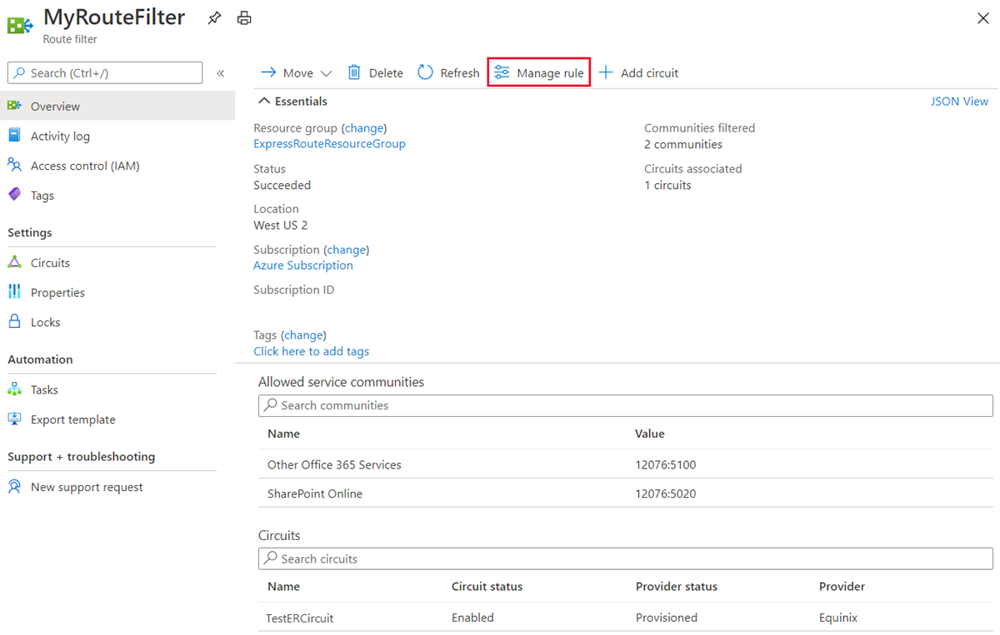 MyRouteFilter
Route filter
Search (Ctrl+/)
«
Overview
Activity log
Access control (IAM)
Tags
Settings
Circuits
Properties
Locks
Automation
Tasks
Export template
Support + troubleshooting
New support request
Move Delete Refresh Manage rule Add circuit
Essentials JSON View
Resource group (change)
ExpressRouteResourceGroup
Status
Succeeded
Location
West US 2
Subscription (change)
Azure Subscription
Subscription ID
Tags (change)
Click here to add tags
Communities filtered
2 communities
Circuits associated
1 circuits
Allowed service communities
Search communities
Name Value
Other Office 365 Services 12076:5100
SharePoint Online 12076:5020
Circuits
Search circuits
Name Circuit status Provider status Provider
TestERCircuit Enabled Provisioned Equinix